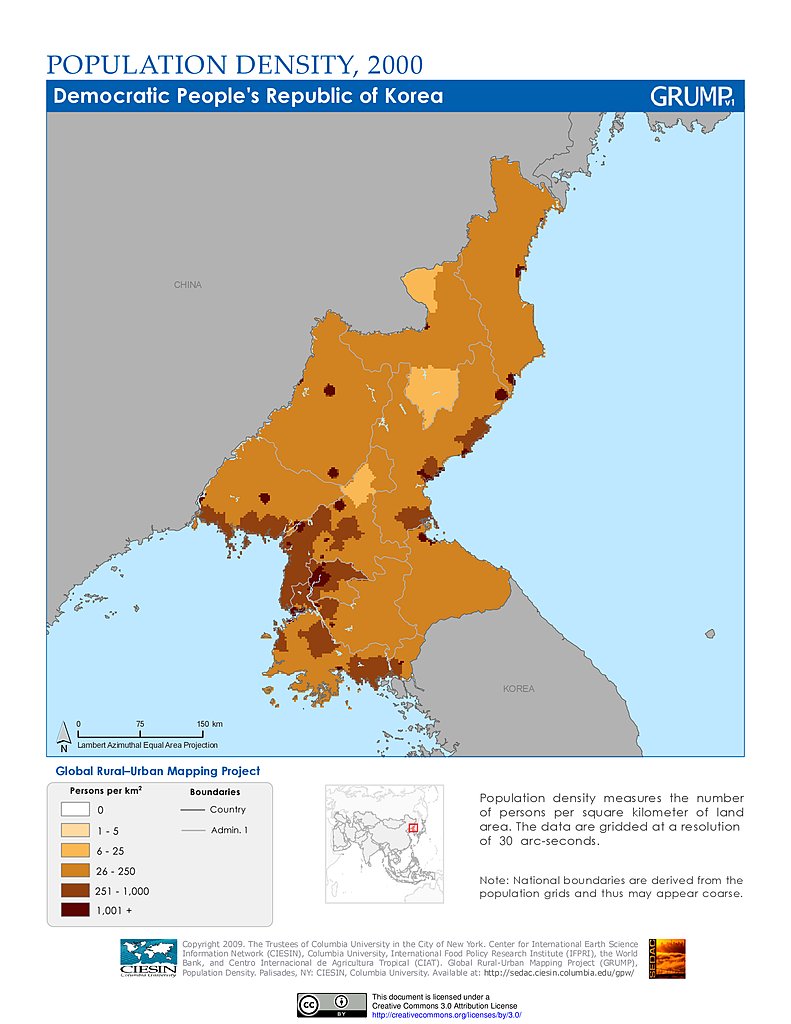 POPULATION DENSITY, 2000
Democratic People's Republic of Korea
GRUMPv1
CHINA
KOREA
0 75 150 km
Lambert Azimuthal Equal Area Projection
N
Global Rural–Urban Mapping Project
Persons per km²
0
1 - 5
6 - 25
26 - 250
251 - 1,000
1,001 +
Boundaries
Country
Admin. 1
Population density measures the number
of persons per square kilometer of land
area. The data are gridded at a resolution
of 30 arc-seconds.
Note: National boundaries are derived from the
population grids and thus may appear coarse.
CIESIN
Columbia University
Copyright 2009. The Trustees of Columbia University in the City of New York. Center for International Earth Science
Information Network (CIESIN), Columbia University, International Food Policy Research Institute (IFPRI), the World
Bank, and Centro Internacional de Agricultura Tropical (CIAT). Global Rural-Urban Mapping Project (GRUMP),
Population Density. Palisades, NY: CIESIN, Columbia University. Available at: http://sedac.ciesin.columbia.edu/gpw/
SEDAC
cc
BY
This document is licensed under a
Creative Commons 3.0 Attribution License
http://creativecommons.org/licenses/by/3.0/